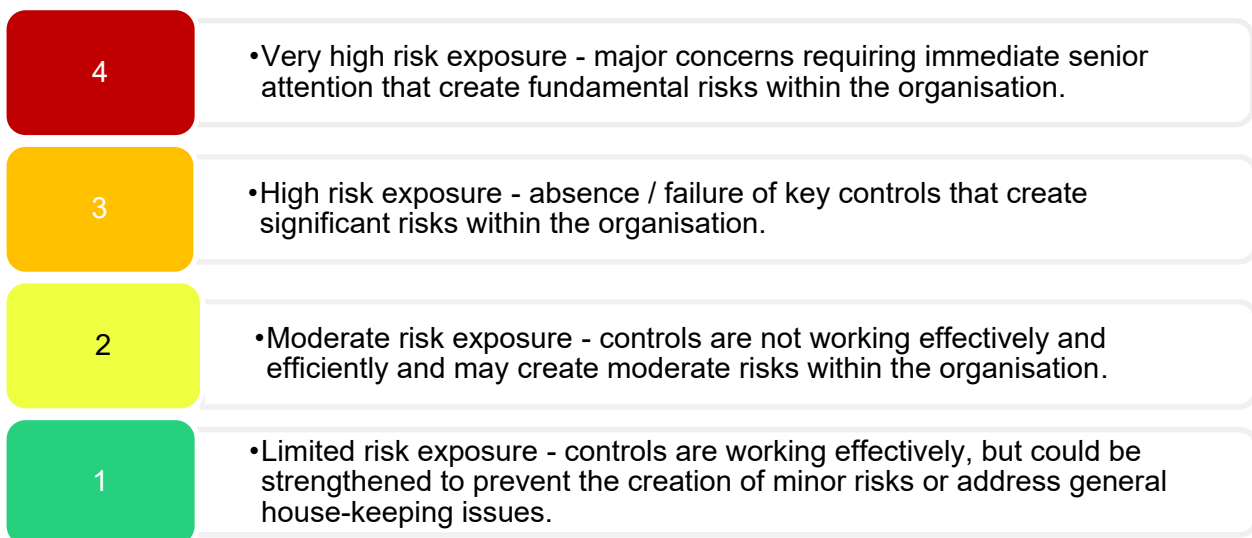 4
•Very high risk exposure - major concerns requiring immediate senior
attention that create fundamental risks within the organisation.
3
•High risk exposure - absence / failure of key controls that create
significant risks within the organisation.
2
•Moderate risk exposure - controls are not working effectively and
efficiently and may create moderate risks within the organisation.
1
•Limited risk exposure - controls are working effectively, but could be
strengthened to prevent the creation of minor risks or address general
house-keeping issues.